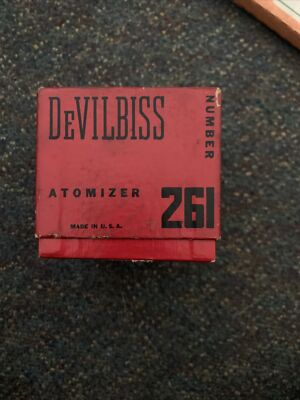 DeVILBISS
NUMBER
ATOMIZER
261
MADE IN U. S. A.